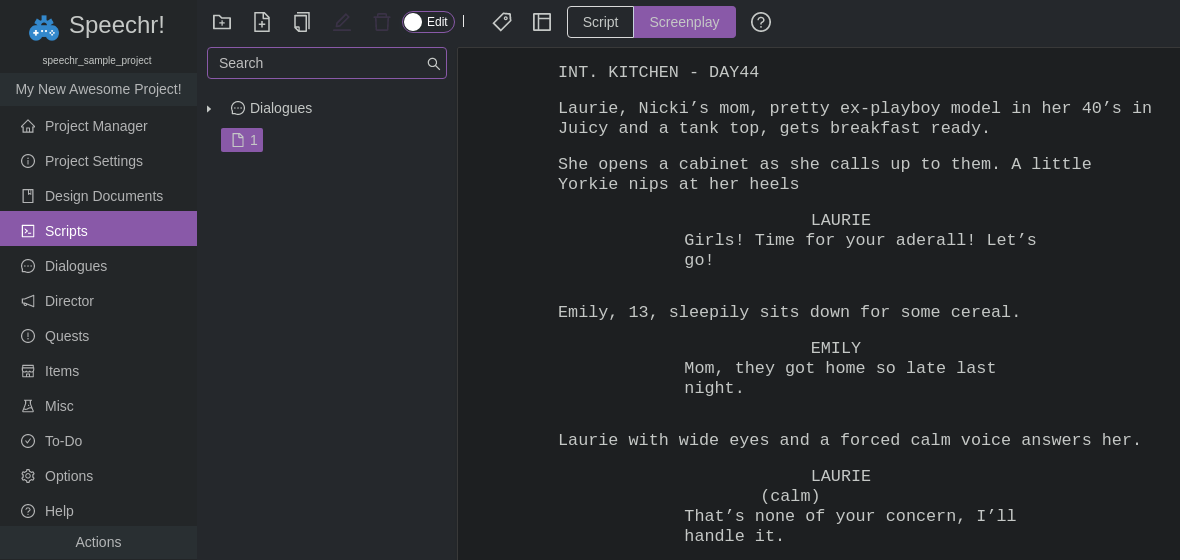 Speechr!
speechr_sample_project
My New Awesome Project!
Project Manager
Project Settings
Design Documents
Scripts
Dialogues
Director
Quests
Items
Misc
To-Do
Options
Help
Actions
Edit
Script
Screenplay
Search
Dialogues
1
INT. KITCHEN - DAY44
Laurie, Nicki’s mom, pretty ex-playboy model in her 40’s in
Juicy and a tank top, gets breakfast ready.
She opens a cabinet as she calls up to them. A little
Yorkie nips at her heels
LAURIE
Girls! Time for your aderall! Let’s
go!
Emily, 13, sleepily sits down for some cereal.
EMILY
Mom, they got home so late last
night.
Laurie with wide eyes and a forced calm voice answers her.
LAURIE
(calm)
That’s none of your concern, I’ll
handle it.